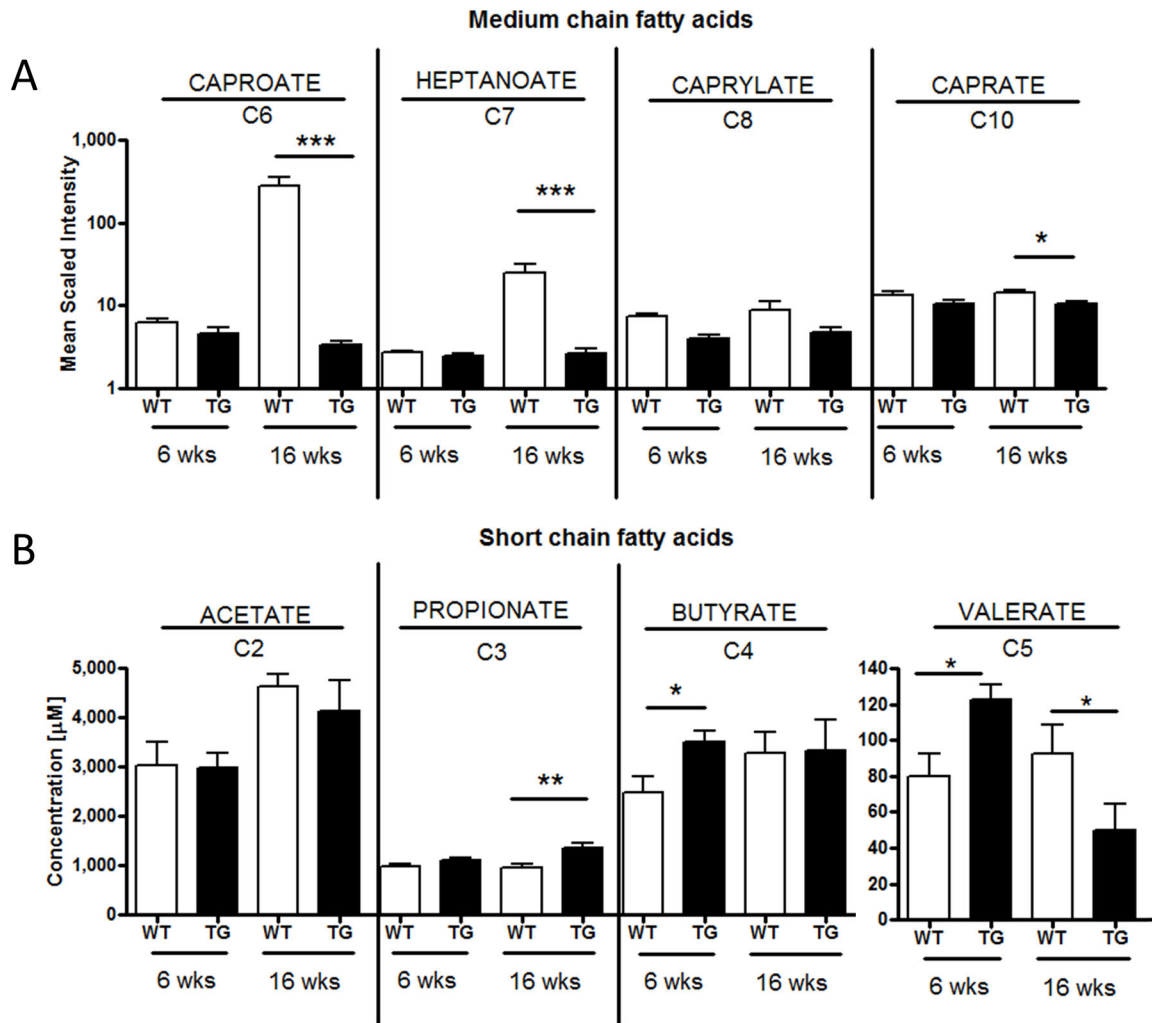 Medium chain fatty acids
A
CAPROATE HEPTANOATE CAPRYLATE CAPRATE
C6 C7 C8 C10
Mean Scaled Intensity
1,000
100
10
1
*** *** *
WT TG WT TG WT TG WT TG WT TG WT TG WT TG WT TG
6 wks 16 wks 6 wks 16 wks 6 wks 16 wks 6 wks 16 wks
B
Short chain fatty acids
ACETATE PROPIONATE BUTYRATE VALERATE
C2 C3 C4 C5
Concentration [µM]
5,000
4,000
3,000
2,000
1,000
0
** * * *
140
120
100
80
60
40
20
0
WT TG WT TG WT TG WT TG WT TG WT TG WT TG WT TG
6 wks 16 wks 6 wks 16 wks 6 wks 16 wks 6 wks 16 wks